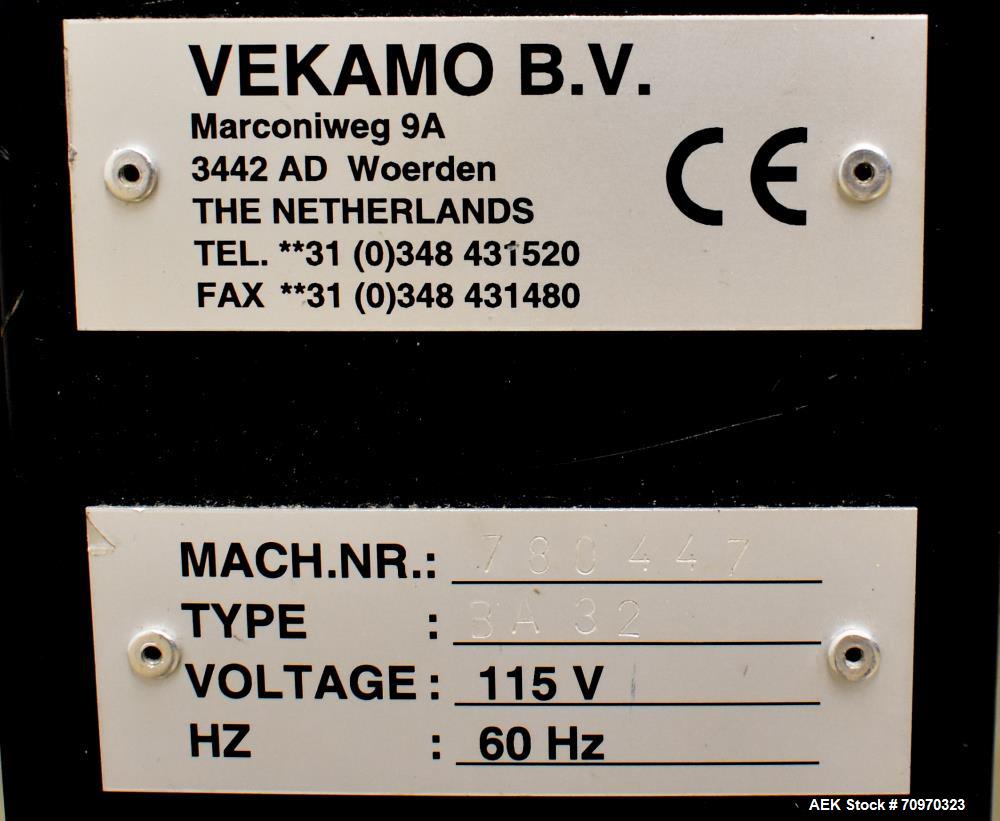 VEKAMO B.V.
Marconiweg 9A
3442 AD Woerden
THE NETHERLANDS
TEL. **31 (0)348 431520
FAX **31 (0)348 431480
CE
MACH.NR.: 780447
TYPE : BA 32
VOLTAGE: 115 V
HZ : 60 Hz
AEK Stock # 70970323